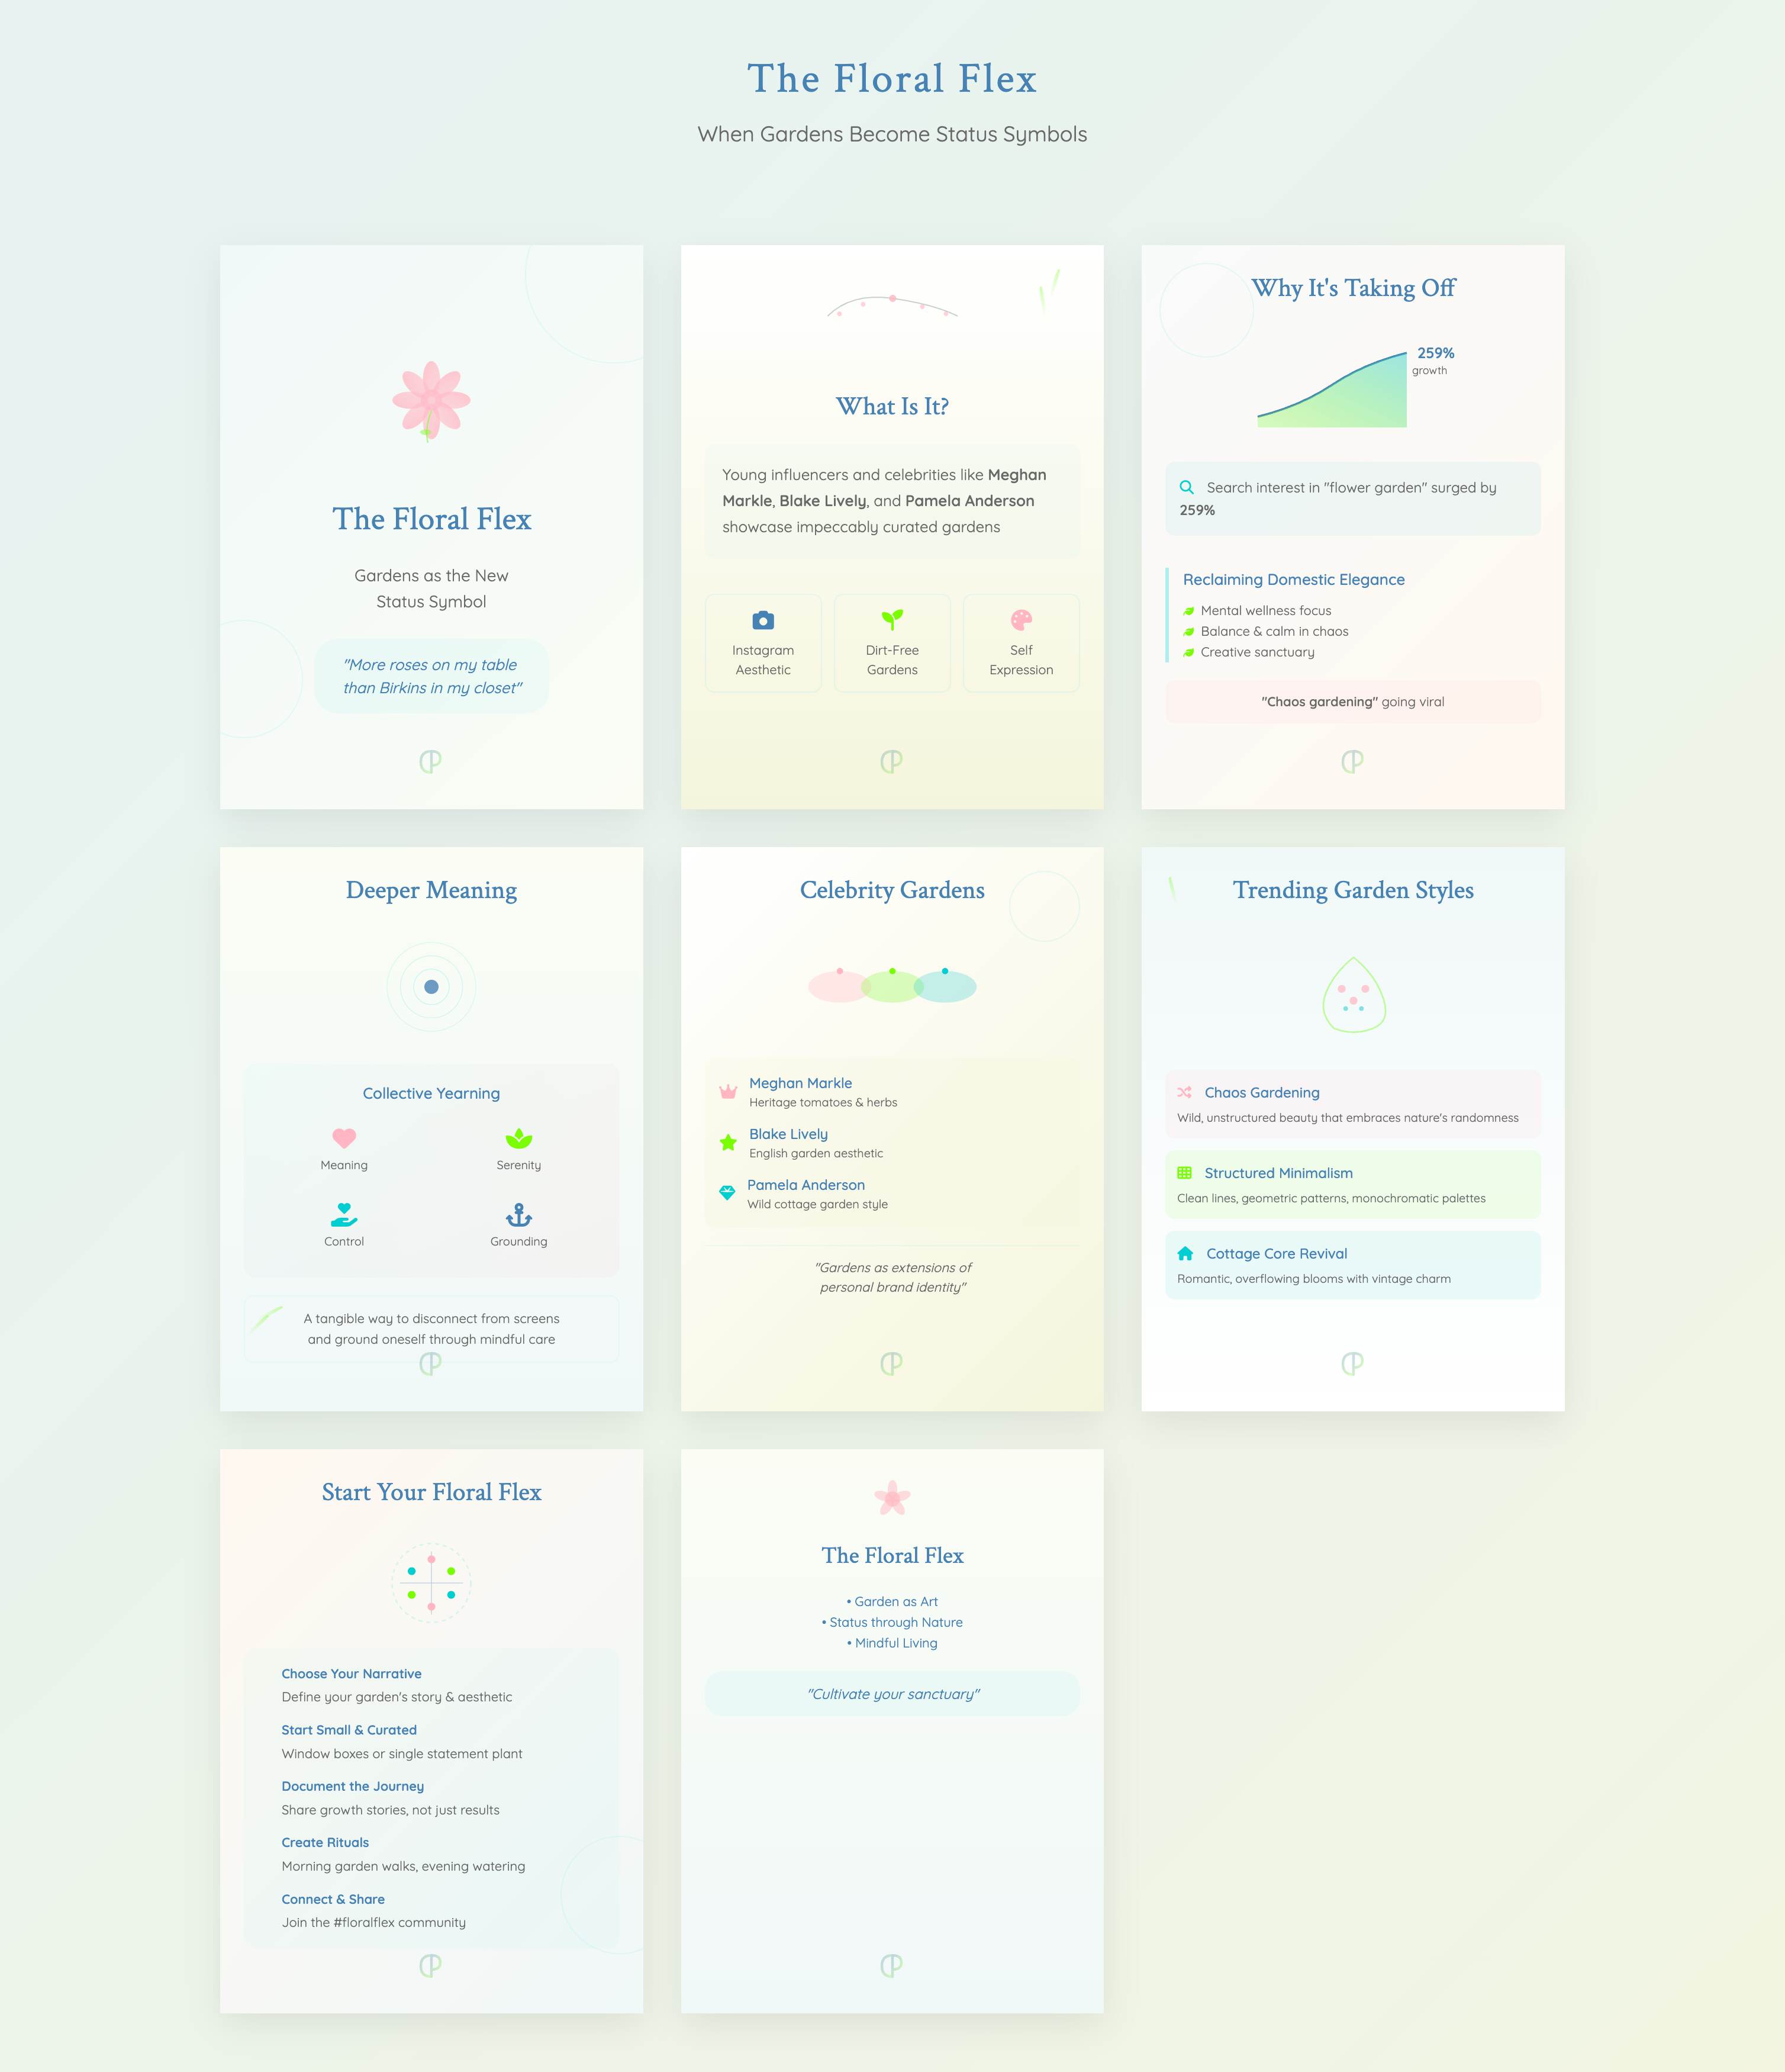 The Floral Flex
When Gardens Become Status Symbols
The Floral Flex
Gardens as the New
Status Symbol
"More roses on my table
than Birkins in my closet"
What Is It?
Young influencers and celebrities like Meghan
Markle, Blake Lively, and Pamela Anderson
showcase impeccably curated gardens
Instagram
Aesthetic
Dirt-Free
Gardens
Self
Expression
Why It's Taking Off
259%
growth
Search interest in "flower garden" surged by
259%
Reclaiming Domestic Elegance
Mental wellness focus
Balance & calm in chaos
Creative sanctuary
"Chaos gardening" going viral
Deeper Meaning
Collective Yearning
Meaning
Serenity
Control
Grounding
A tangible way to disconnect from screens
and ground oneself through mindful care
Celebrity Gardens
Meghan Markle
Heritage tomatoes & herbs
Blake Lively
English garden aesthetic
Pamela Anderson
Wild cottage garden style
"Gardens as extensions of
personal brand identity"
Trending Garden Styles
Chaos Gardening
Wild, unstructured beauty that embraces nature's randomness
Structured Minimalism
Clean lines, geometric patterns, monochromatic palettes
Cottage Core Revival
Romantic, overflowing blooms with vintage charm
Start Your Floral Flex
Choose Your Narrative
Define your garden's story & aesthetic
Start Small & Curated
Window boxes or single statement plant
Document the Journey
Share growth stories, not just results
Create Rituals
Morning garden walks, evening watering
Connect & Share
Join the #floralflex community
The Floral Flex
• Garden as Art
• Status through Nature
• Mindful Living
"Cultivate your sanctuary"